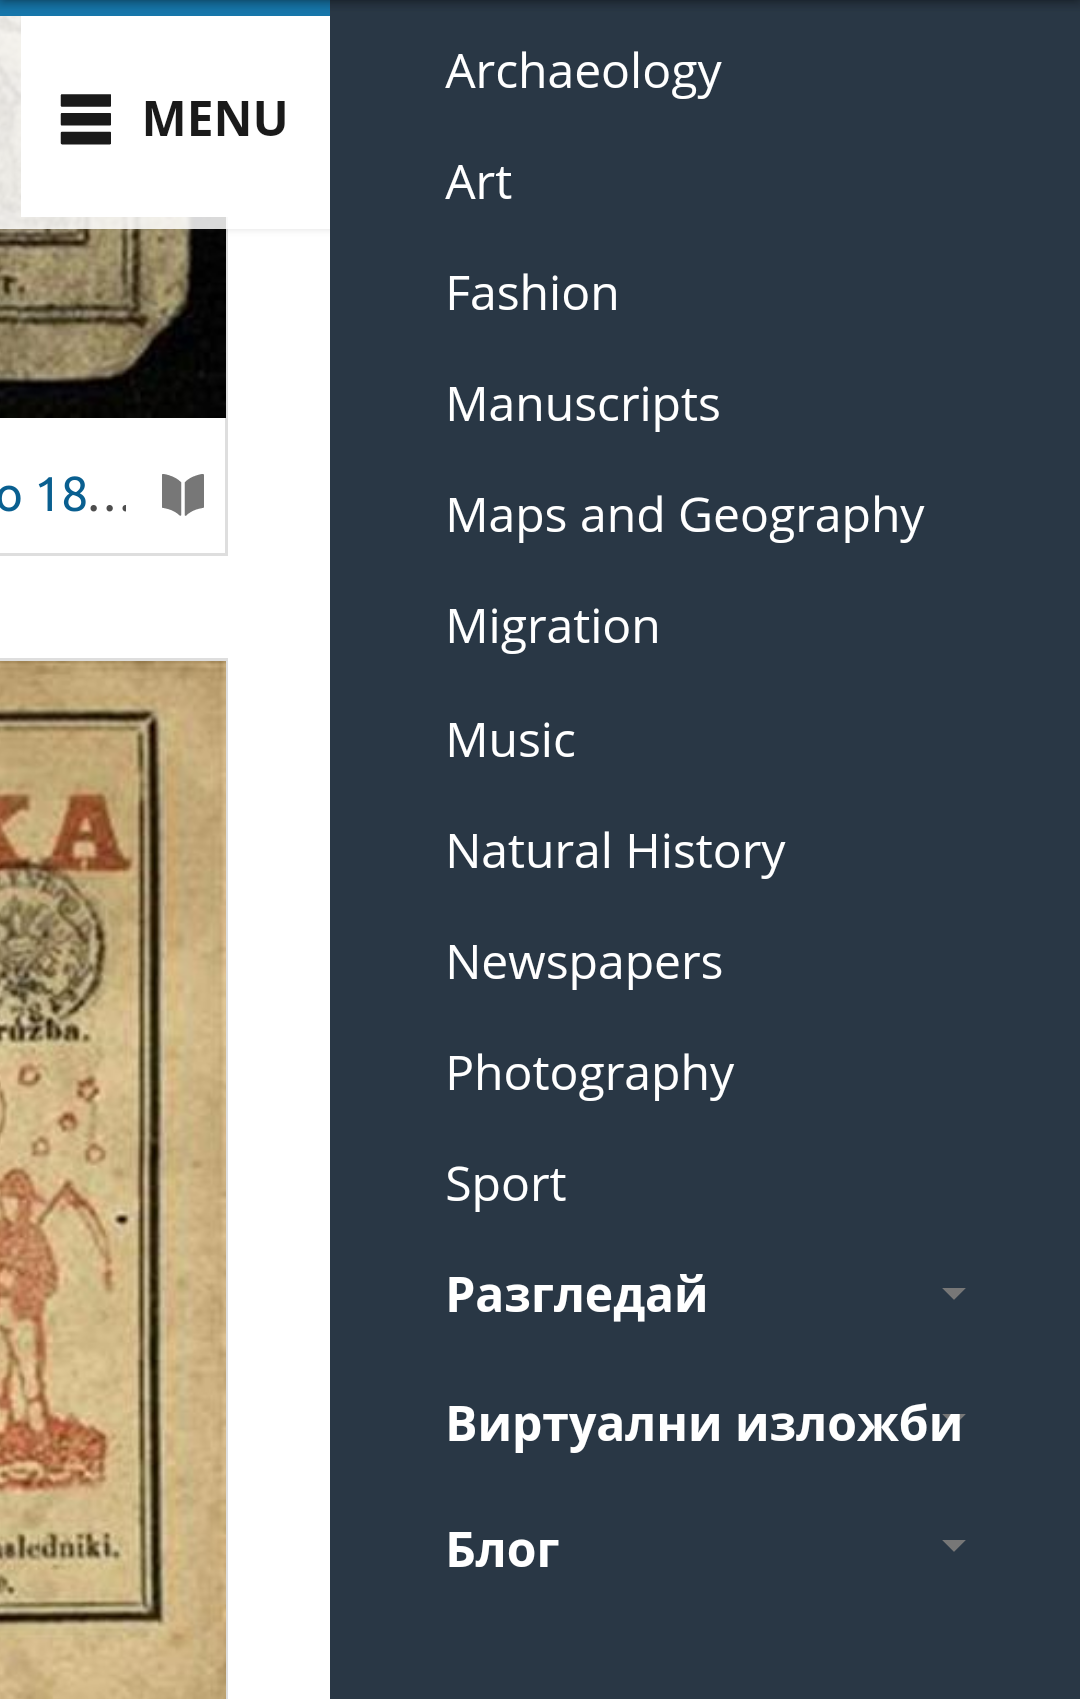 MENU
r.
o 18...
KA
ružba.
asledniki.
Archaeology
Art
Fashion
Manuscripts
Maps and Geography
Migration
Music
Natural History
Newspapers
Photography
Sport
Разгледай
Виртуални изложби
Блог